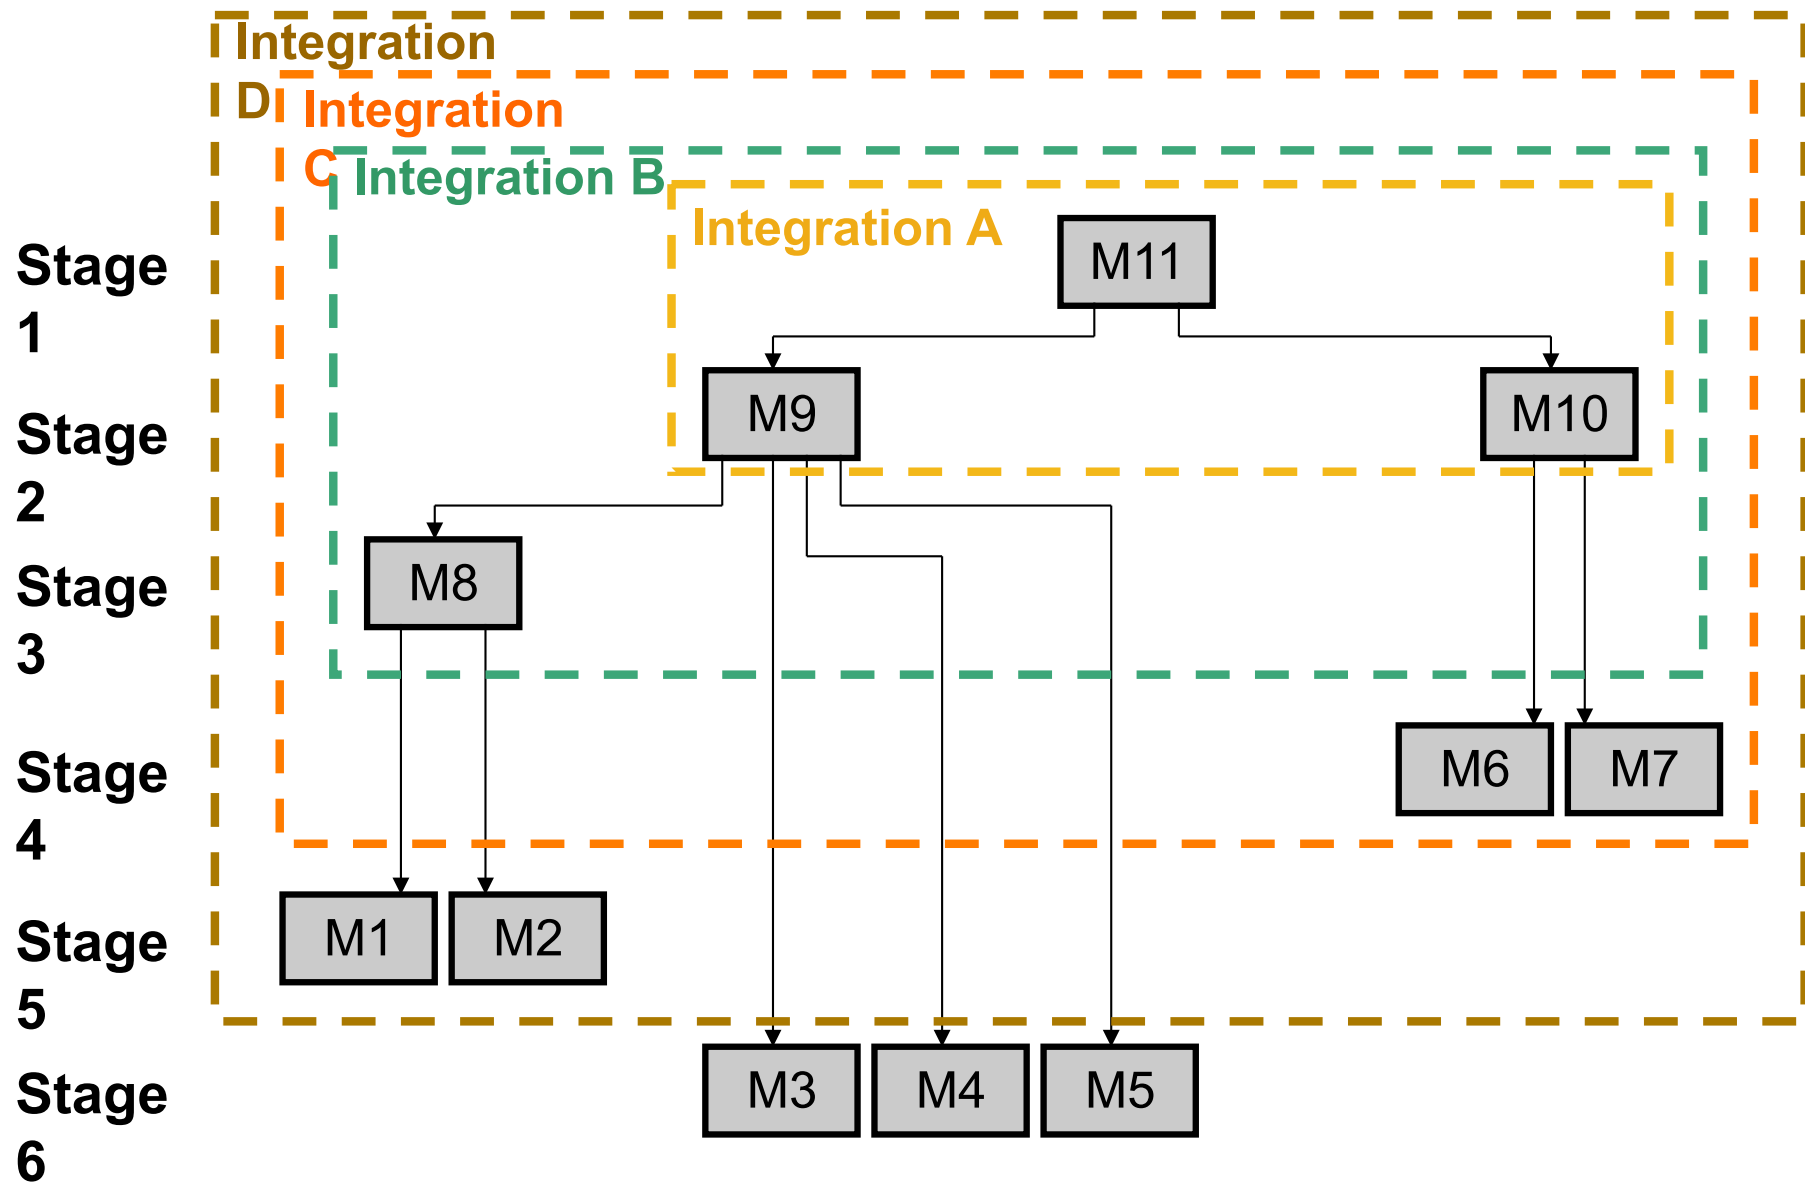 Integration
D
Integration
C
Integration B
Integration A
M11
Stage
1
M9
M10
Stage
2
M8
Stage
3
M6
M7
Stage
4
M1
M2
Stage
5
M3
M4
M5
Stage
6